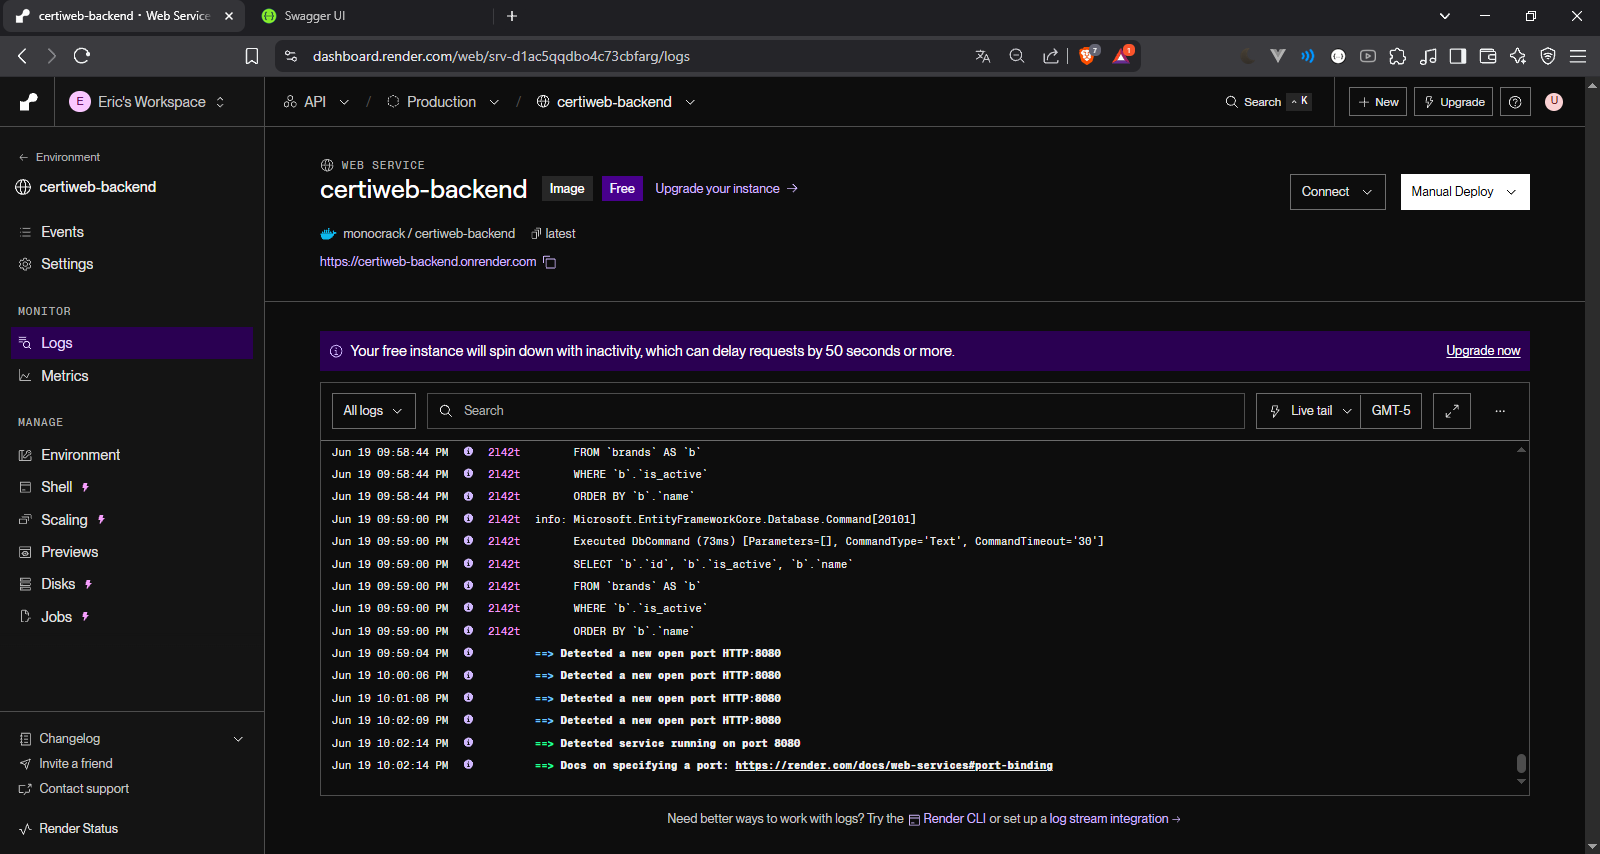 certiweb-backend · Web Servic
Swagger UI
dashboard.render.com/web/srv-d1ac5qqdbo4c73cbfarg/logs
7
1
E
Eric's Workspace
API
/
Production
/
certiweb-backend
Search
K
+ New
Upgrade
U
← Environment
certiweb-backend
Events
Settings
MONITOR
Logs
Metrics
MANAGE
Environment
Shell
Scaling
Previews
Disks
Jobs
Changelog
Invite a friend
Contact support
Render Status
WEB SERVICE
certiweb-backend
Image
Free
Upgrade your instance →
Connect
Manual Deploy
monocrack / certiweb-backend
latest
https://certiweb-backend.onrender.com
Your free instance will spin down with inactivity, which can delay requests by 50 seconds or more.
Upgrade now
All logs
Search
Live tail
GMT-5
...
Jun 19 09:58:44 PM 2l42t FROM `brands` AS `b`
Jun 19 09:58:44 PM 2l42t WHERE `b`.`is_active`
Jun 19 09:58:44 PM 2l42t ORDER BY `b`.`name`
Jun 19 09:59:00 PM 2l42t info: Microsoft.EntityFrameworkCore.Database.Command[20101]
Jun 19 09:59:00 PM 2l42t Executed DbCommand (73ms) [Parameters=[], CommandType='Text', CommandTimeout='30']
Jun 19 09:59:00 PM 2l42t SELECT `b`.`id`, `b`.`is_active`, `b`.`name`
Jun 19 09:59:00 PM 2l42t FROM `brands` AS `b`
Jun 19 09:59:00 PM 2l42t WHERE `b`.`is_active`
Jun 19 09:59:00 PM 2l42t ORDER BY `b`.`name`
Jun 19 09:59:04 PM ==> Detected a new open port HTTP:8080
Jun 19 10:00:06 PM ==> Detected a new open port HTTP:8080
Jun 19 10:01:08 PM ==> Detected a new open port HTTP:8080
Jun 19 10:02:09 PM ==> Detected a new open port HTTP:8080
Jun 19 10:02:14 PM ==> Detected service running on port 8080
Jun 19 10:02:14 PM ==> Docs on specifying a port: https://render.com/docs/web-services#port-binding
Need better ways to work with logs? Try the Render CLI or set up a log stream integration →